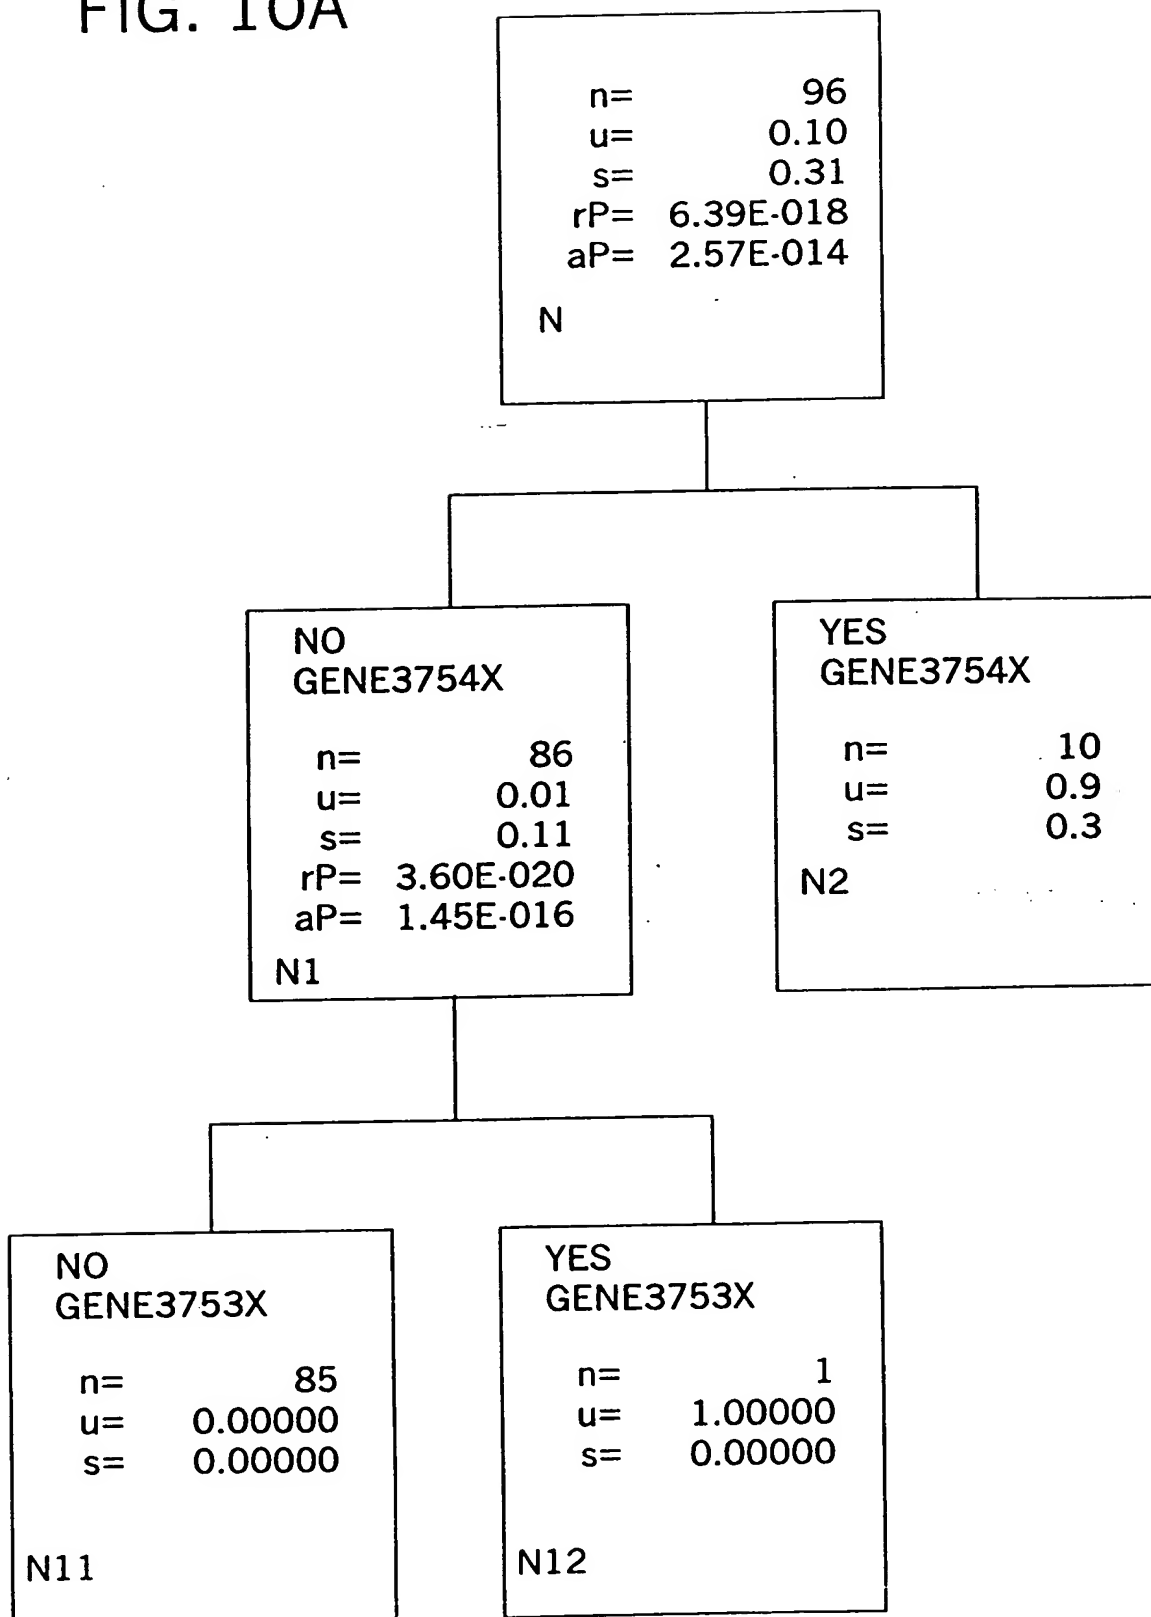 FIG. 10A
n= 96
u= 0.10
s= 0.31
rP= 6.39E-018
aP= 2.57E-014
N
NO
GENE3754X
n= 86
u= 0.01
s= 0.11
rP= 3.60E-020
aP= 1.45E-016
N1
YES
GENE3754X
n= 10
u= 0.9
s= 0.3
N2
NO
GENE3753X
n= 85
u= 0.00000
s= 0.00000
N11
YES
GENE3753X
n= 1
u= 1.00000
s= 0.00000
N12